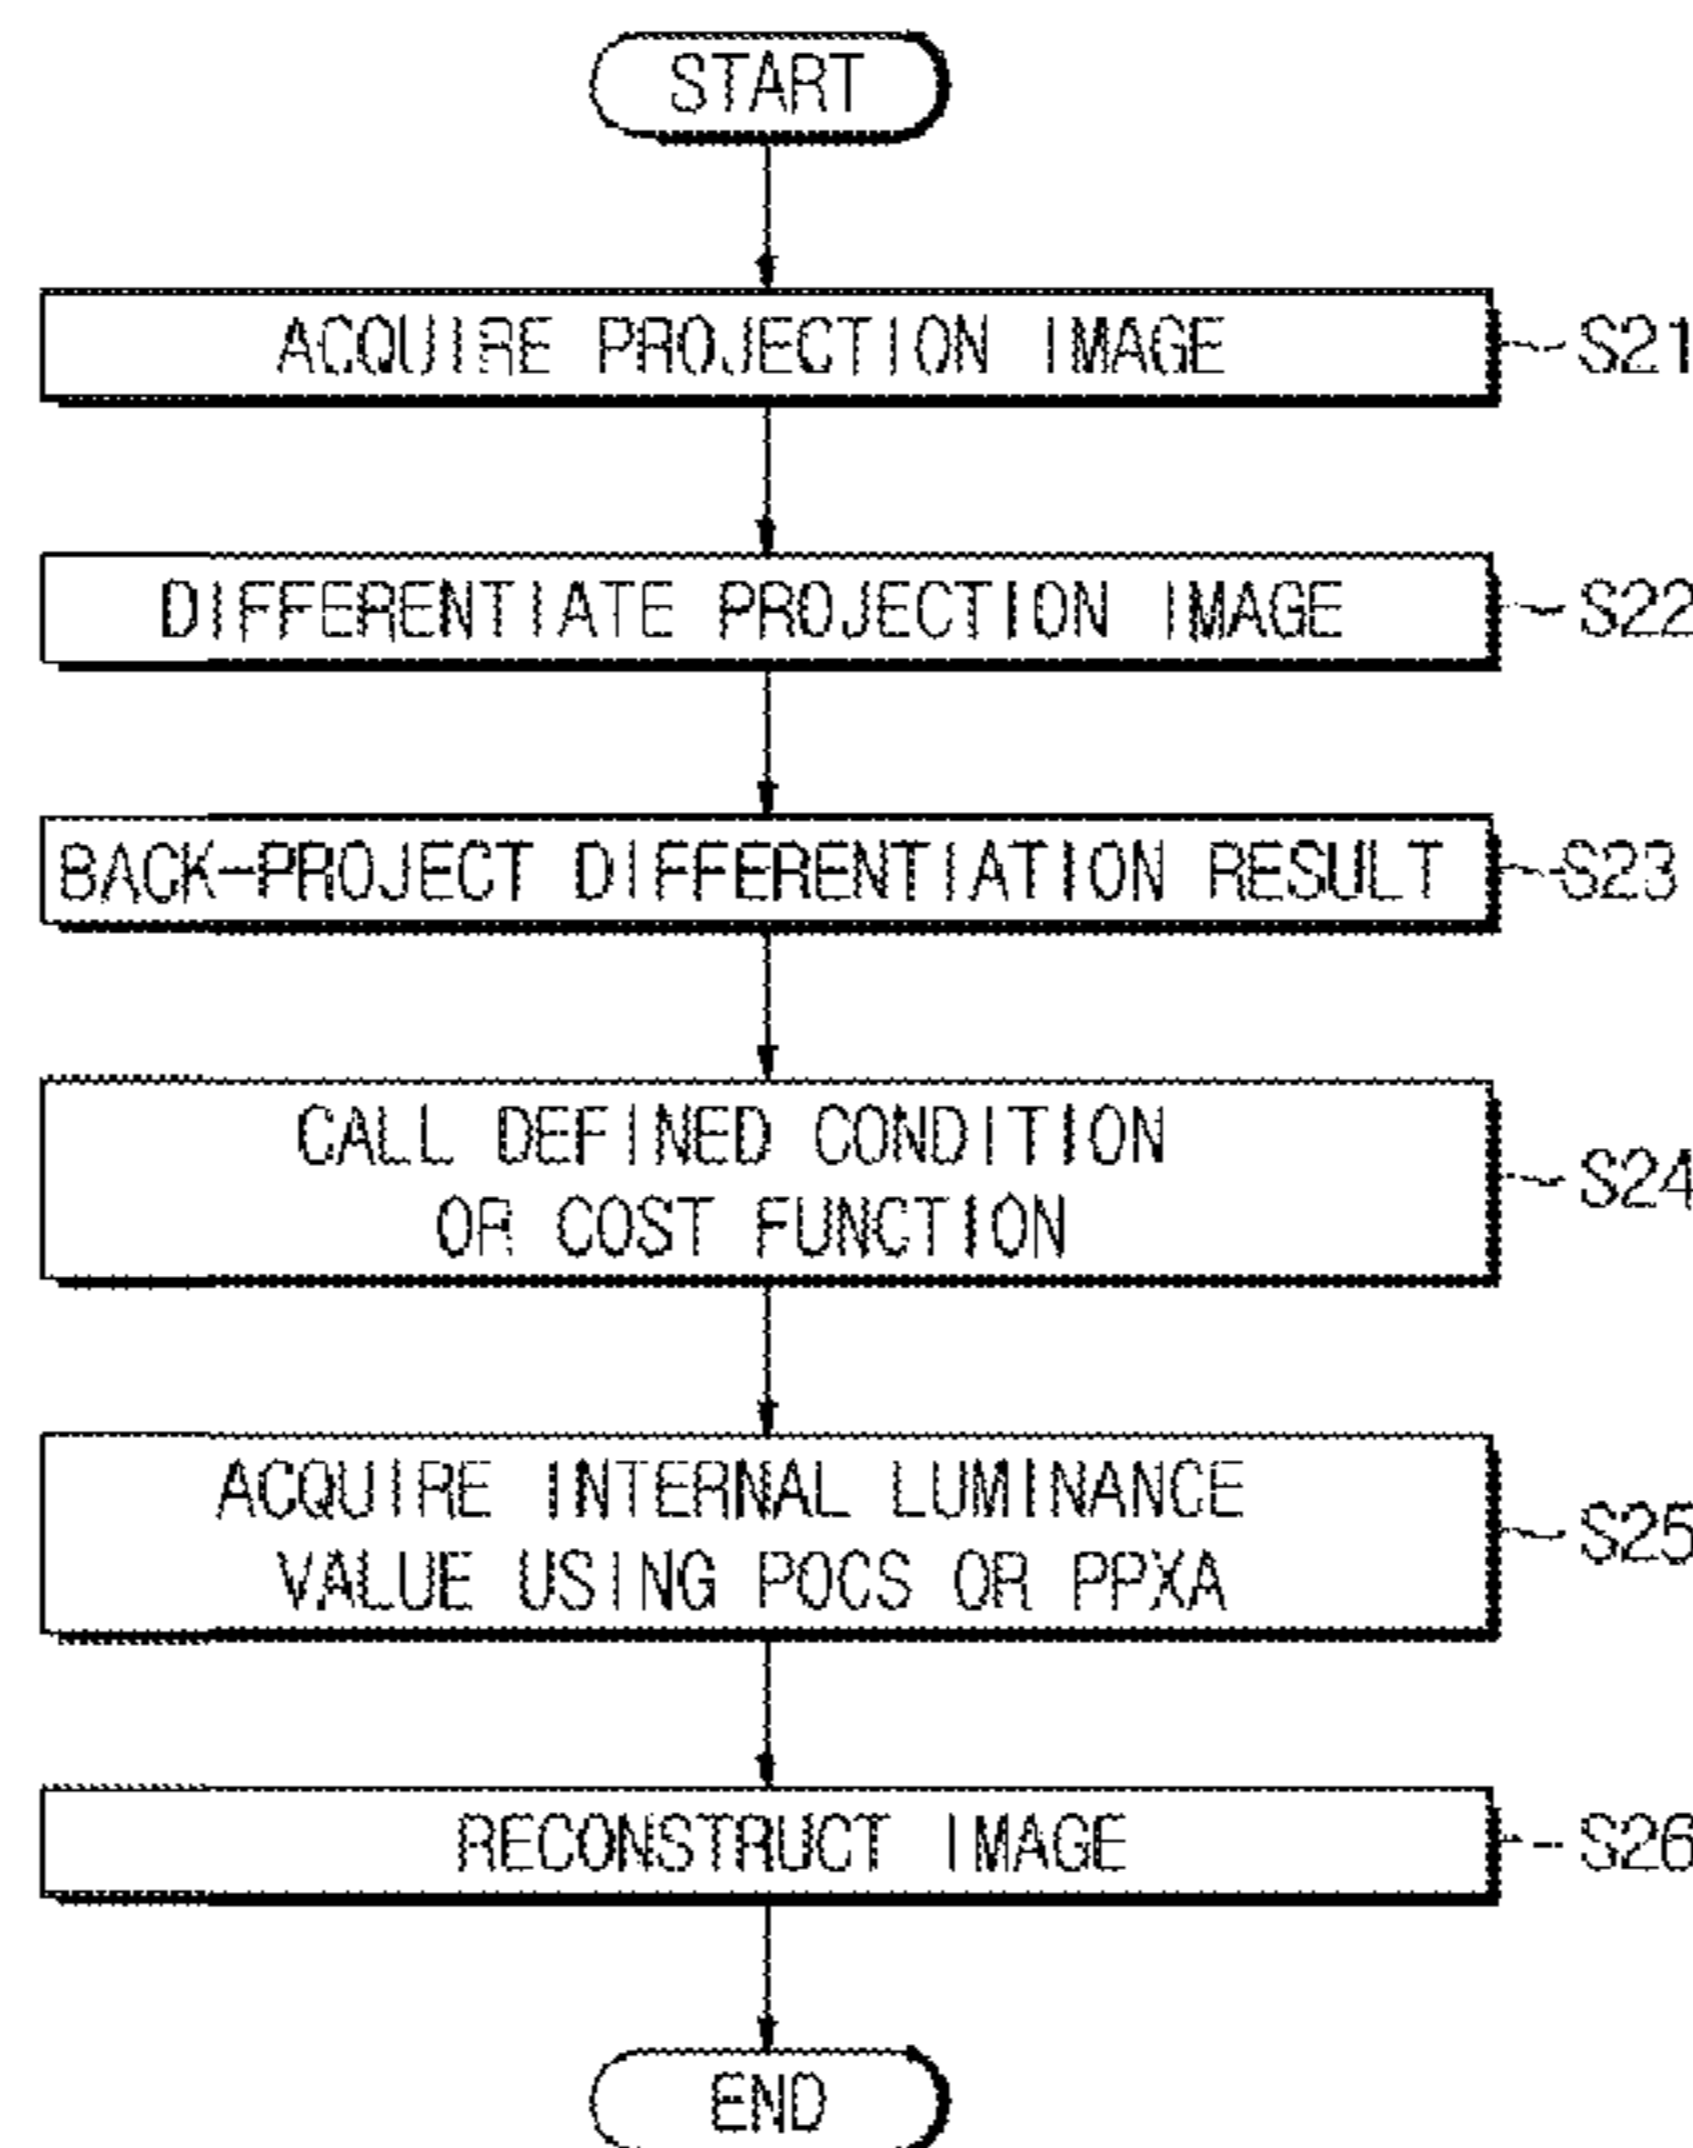 START
ACQUIRE PROJECTION IMAGE
S21
DIFFERENTIATE PROJECTION IMAGE
S22
BACK-PROJECT DIFFERENTIATION RESULT
S23
CALL DEFINED CONDITION
OR COST FUNCTION
S24
ACQUIRE INTERNAL LUMINANCE
VALUE USING POCS OR PPXA
S25
RECONSTRUCT IMAGE
S26
END